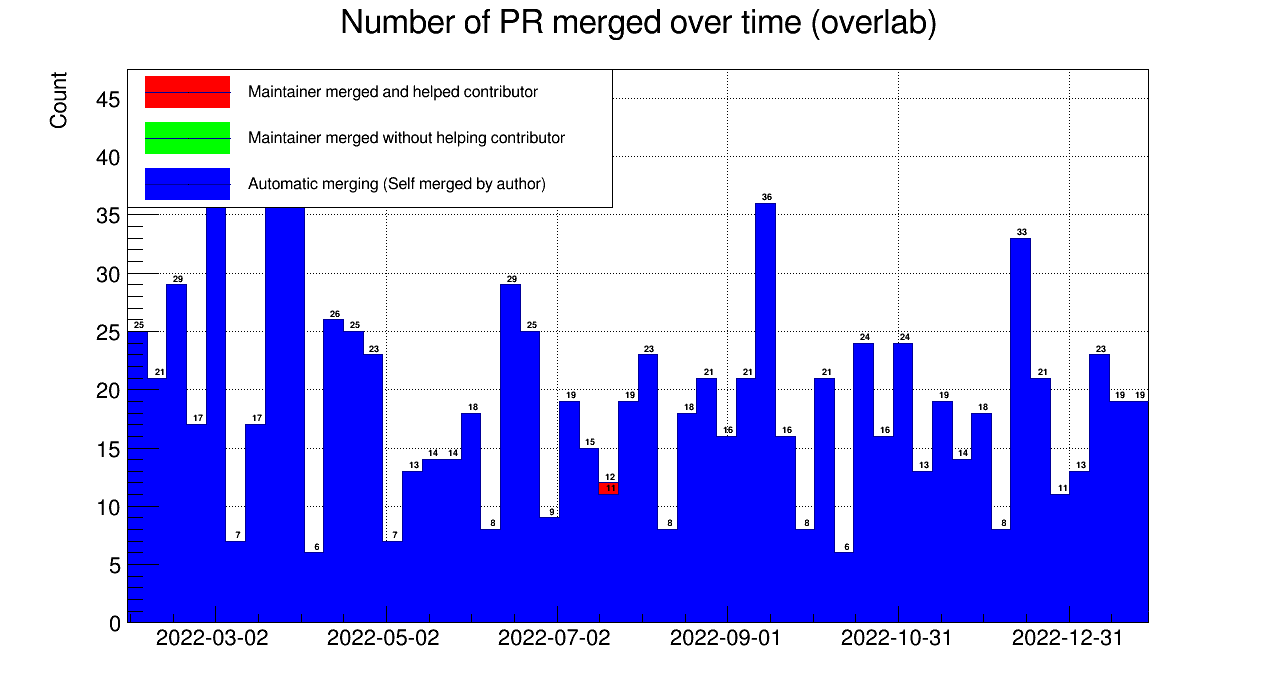 Number of PR merged over time (overlab)
Count
Maintainer merged and helped contributor
Maintainer merged without helping contributor
Automatic merging (Self merged by author)
45
40
35
30
25
20
15
10
5
0
25 21 29 17 7 17 6 26 25 23 7 13 14 14 18 8 29 25 9 19 15 12 11 19 23 8 18 21 16 21 36 16 8 21 6 24 16 24 13 19 14 18 8 33 21 11 13 23 19 19
2022-03-02 2022-05-02 2022-07-02 2022-09-01 2022-10-31 2022-12-31